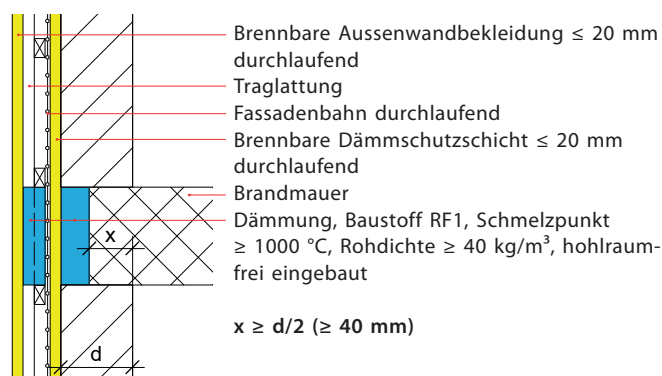 Brennbare Aussenwandbekleidung ≤ 20 mm
durchlaufend
Traglattung
Fassadenbahn durchlaufend
Brennbare Dämmschutzschicht ≤ 20 mm
durchlaufend
Brandmauer
Dämmung, Baustoff RF1, Schmelzpunkt
≥ 1000 °C, Rohdichte ≥ 40 kg/m³, hohlraum-
frei eingebaut
x
x ≥ d/2 (≥ 40 mm)
d